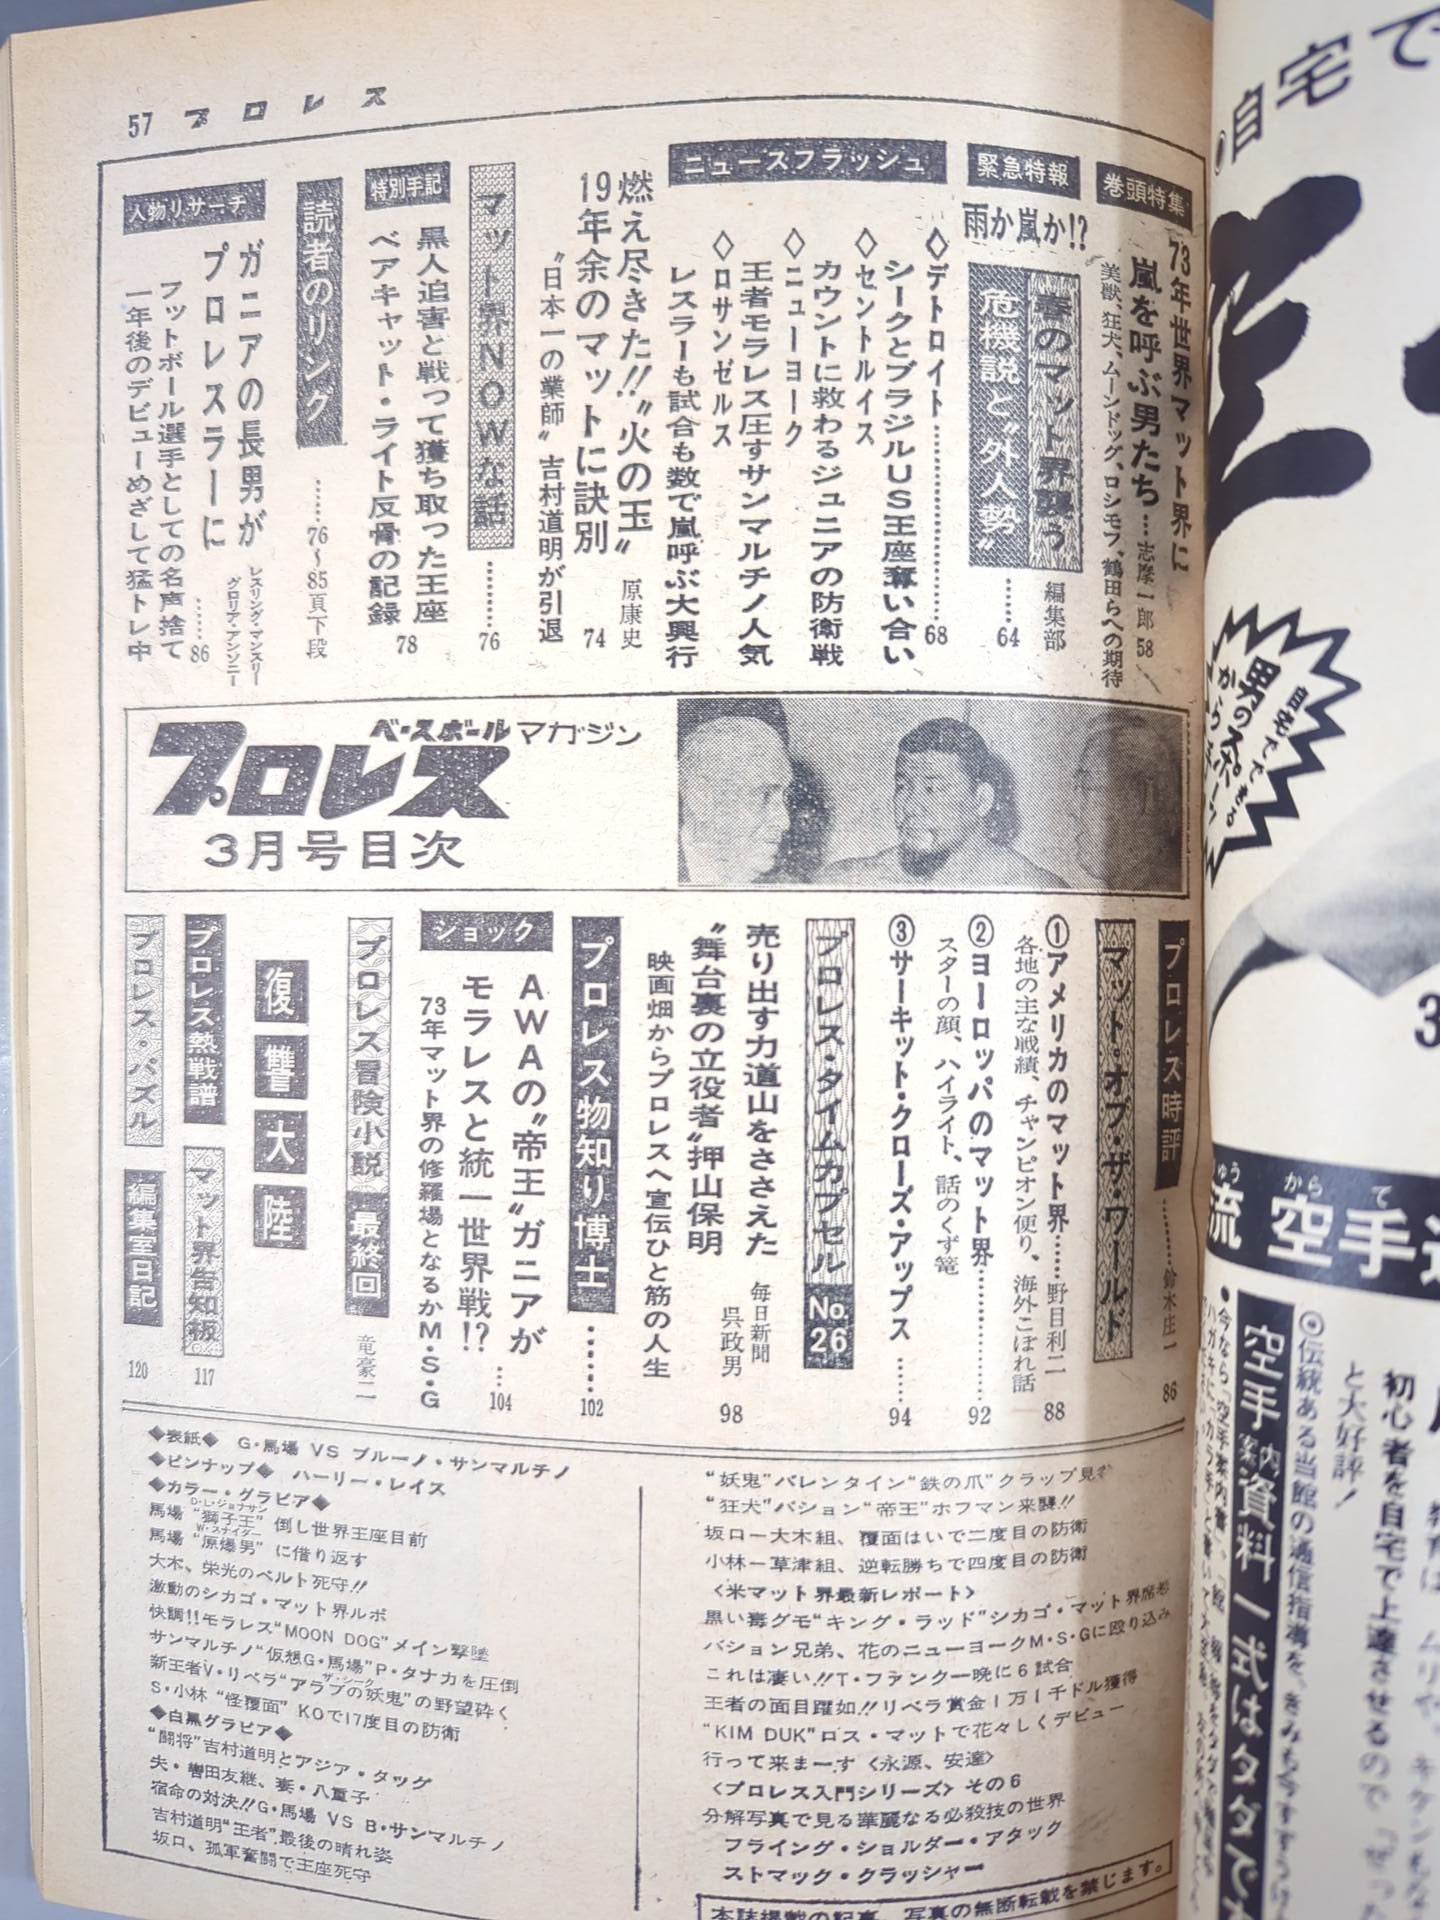 57 プロレス
巻頭特集
73年世界マット界に
嵐を呼ぶ男たち…志摩一郎 58
美獣、狂犬、ムーンドッグ、ロシモフ、鶴田らへの期待
緊急特報
雨か嵐か!?
春のマット界襲う
危機説と〝外人勢〟
編集部
……64
ニュースフラッシュ
◇デトロイト……68
シークとブラジルUS王座奪い合い
◇セントルイス
カウントに救わるジュニアの防衛戦
◇ニューヨーク
王者モラレス圧すサンマルチノ人気
◇ロサンゼルス
レスラーも試合も数で嵐呼ぶ大興行
燃え尽きた!!〝火の玉〟
19年余のマットに訣別
原康史
74
〝日本一の業師〟吉村道明が引退
マット界NOWな話……76
特別手記
黒人迫害と戦って獲ち取った王座
ベアキャット・ライト反骨の記録
78
読者のリング……76〜85頁下段
人物リサーチ
ガニアの長男が
プロレスラーに
レスリング・マンスリー
グロリア・アンソニー
フットボール選手としての名声捨て
一年後のデビューめざして猛トレ中
……86
ベースボールマガジン
プロレス
3月号目次
プロレス時評……鈴木庄一 86
マット・オブ・ザ・ワールド
①アメリカのマット界……野目利二 88
各地の主な戦績、チャンピオン便り、海外こぼれ話
②ヨーロッパのマット界……92
スターの顔、ハイライト、話のくず篭
③サーキット・クローズ・アップス……94
プロレス・タイムカプセル No.26
売り出す力道山をささえた
〝舞台裏の立役者〟押山保明
毎日新聞
呉政男
98
映画畑からプロレスへ宣伝ひと筋の人生
プロレス物知り博士……102
ショック
AWAの〝帝王〟ガニアが
モラレスと統一世界戦!?
…104
73年マット界の修羅場となるかM・S・G
プロレス冒険小説 最終回
竜豪二
復讐大陸
プロレス熱戦譜
マット界告知板 117
プロレス・パズル
編集室日記 120
◆表紙◆ G・馬場 VS ブルーノ・サンマルチノ
◆ピンナップ◆ ハーリー・レイス
◆カラー・グラビア◆
馬場“獅子王”倒し世界王座目前
D・L・ジョナサン
馬場“原爆男”に借り返す
W・スナイダー
大木、栄光のベルト死守!!
激動のシカゴ・マット界ルポ
快調!!モラレス“MOON DOG”メイン撃墜
サンマルチノ“仮想G・馬場”P・タナカを圧倒
新王者V・リベラ“アラブの妖鬼”の野望砕く
ザ・シーク
S・小林“怪覆面”KOで17度目の防衛
◆白黒グラビア◆
“闘将”吉村道明とアジア・タッグ
夫・轡田友継、妻・八重子
宿命の対決!!G・馬場 VS B・サンマルチノ
吉村道明“王者”最後の晴れ姿
坂口、孤軍奮闘で王座死守
“妖鬼”バレンタイン“鉄の爪”クラップ見
“狂犬”バション“帝王”ホフマン来襲!!
坂口－大木組、覆面はいで二度目の防衛
小林－草津組、逆転勝ちで四度目の防衛
〈米マット界最新レポート〉
黒い毒グモ“キング・ラッド”シカゴ・マット界席
バション兄弟、花のニューヨークM・S・Gに殴り込み
これは凄い!!T・ファンク一晩に6試合
王者の面目躍如!!リベラ賞金1万1千ドル獲得
“KIM DUK”ロス・マットで花々しくデビュー
行って来まーす〈永源、安達〉
〈プロレス入門シリーズ〉その6
分解写真で見る華麗なる必殺技の世界
フライング・ショルダー・アタック
ストマック・クラッシャー
本誌掲載の記事、写真の無断転載を禁じます。
自宅で
自宅でできる
男の
3
流 空手
りゅう から て
空手案内資料一式はタダで
◎伝統ある当館の通信指導を、
初心者を自宅で上達させるので
と大好評！